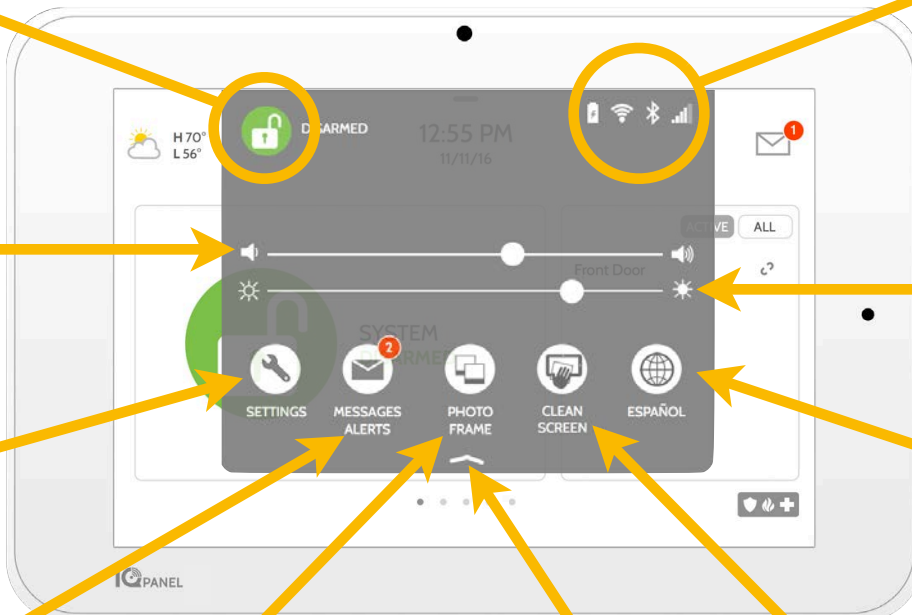 DISARMED
12:55 PM
11/11/16
H 70°
L 56°
1
ACTIVE
ALL
Front Door
SYSTEM
DISARMED
2
SETTINGS
MESSAGES
ALERTS
PHOTO
FRAME
CLEAN
SCREEN
ESPAÑOL
IQ PANEL